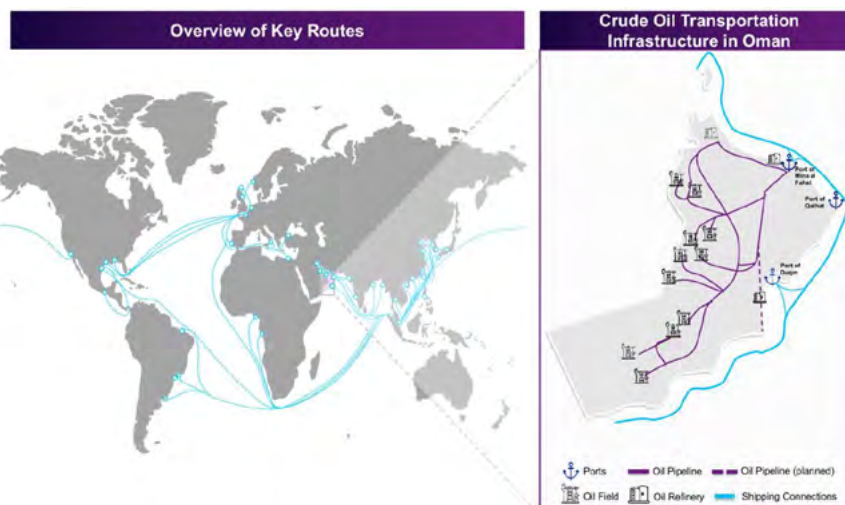 Overview of Key Routes
Crude Oil Transportation
Infrastructure in Oman
Port of
Mina al
Fahal
Port of
Qalhat
Port of
Duqm
Ports
Oil Pipeline
Oil Pipeline (planned)
Oil Field
Oil Refinery
Shipping Connections